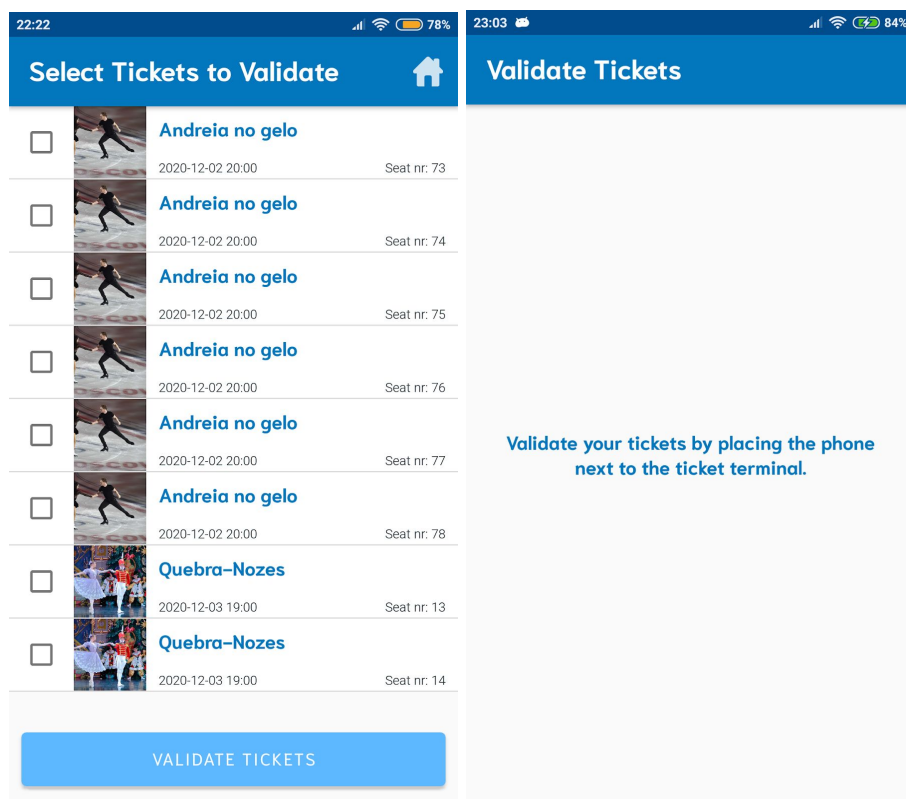 22:22
78%
Select Tickets to Validate
Andreia no gelo
2020-12-02 20:00 Seat nr: 73
Andreia no gelo
2020-12-02 20:00 Seat nr: 74
Andreia no gelo
2020-12-02 20:00 Seat nr: 75
Andreia no gelo
2020-12-02 20:00 Seat nr: 76
Andreia no gelo
2020-12-02 20:00 Seat nr: 77
Andreia no gelo
2020-12-02 20:00 Seat nr: 78
Quebra-Nozes
2020-12-03 19:00 Seat nr: 13
Quebra-Nozes
2020-12-03 19:00 Seat nr: 14
VALIDATE TICKETS
23:03
84%
Validate Tickets
Validate your tickets by placing the phone
next to the ticket terminal.